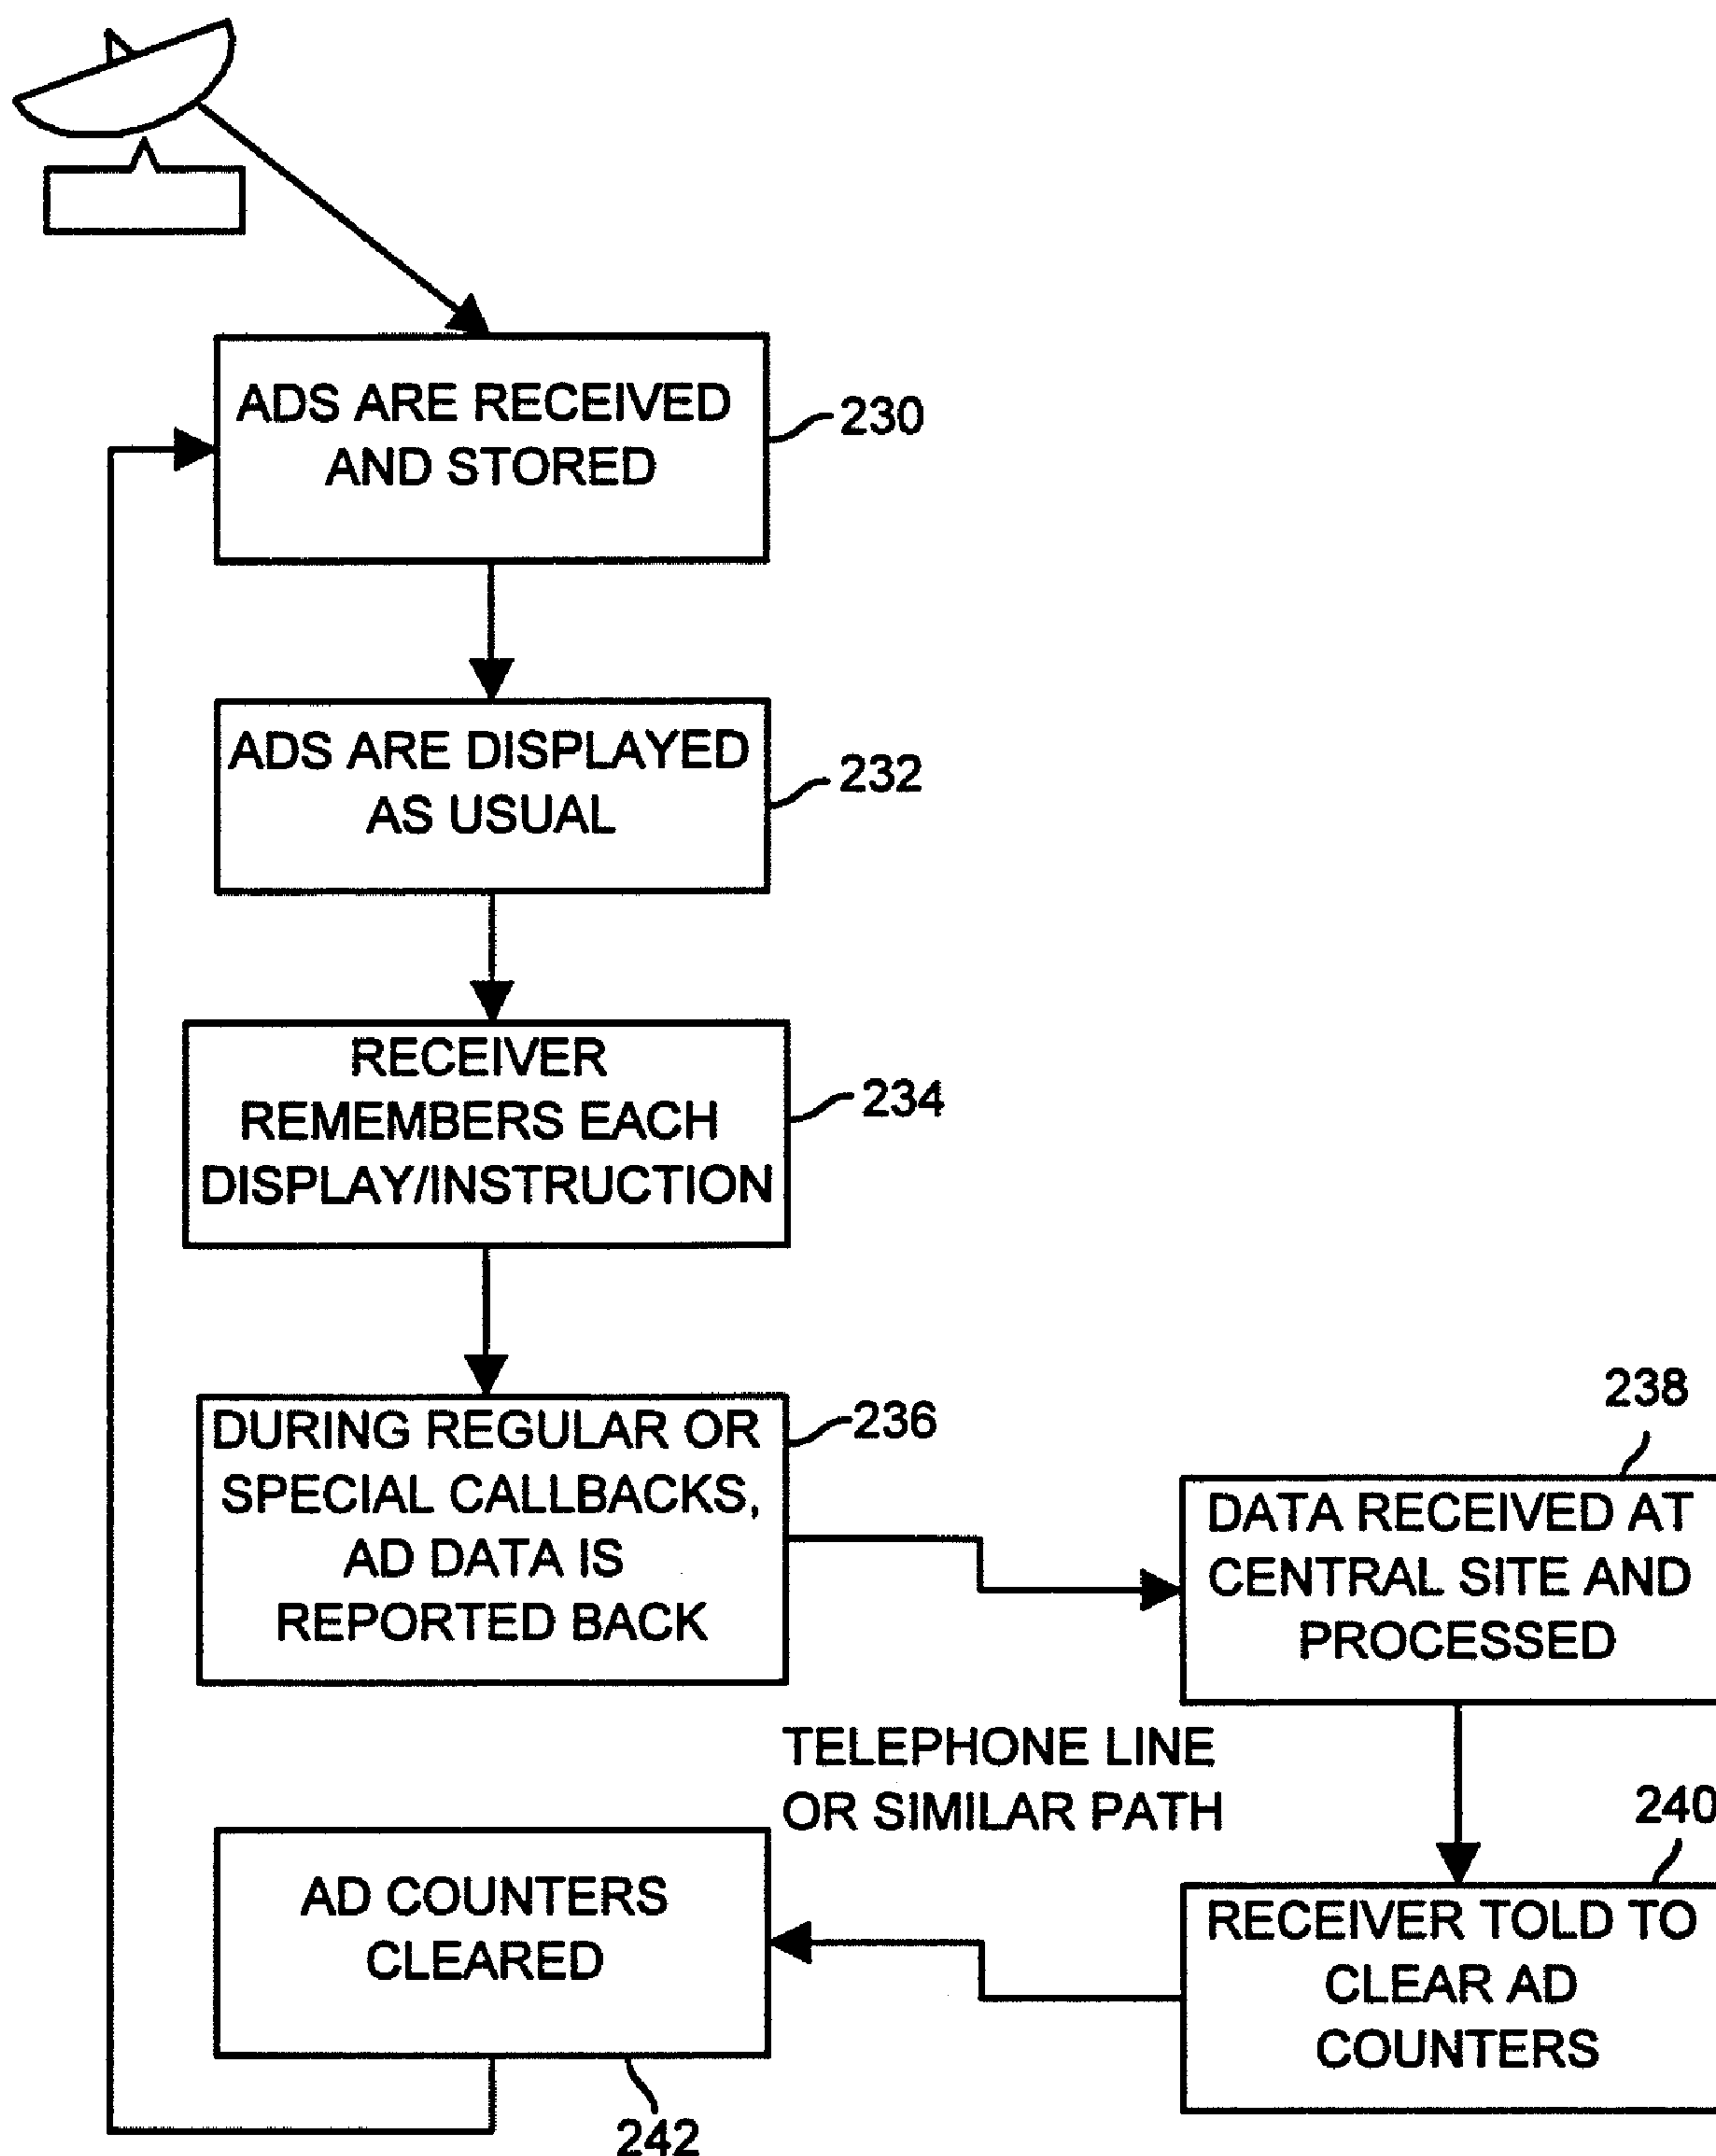 ADS ARE RECEIVED
AND STORED
230
ADS ARE DISPLAYED
AS USUAL
232
RECEIVER
REMEMBERS EACH
DISPLAY/INSTRUCTION
234
DURING REGULAR OR
SPECIAL CALLBACKS,
AD DATA IS
REPORTED BACK
236
238
DATA RECEIVED AT
CENTRAL SITE AND
PROCESSED
TELEPHONE LINE
OR SIMILAR PATH
240
RECEIVER TOLD TO
CLEAR AD
COUNTERS
AD COUNTERS
CLEARED
242